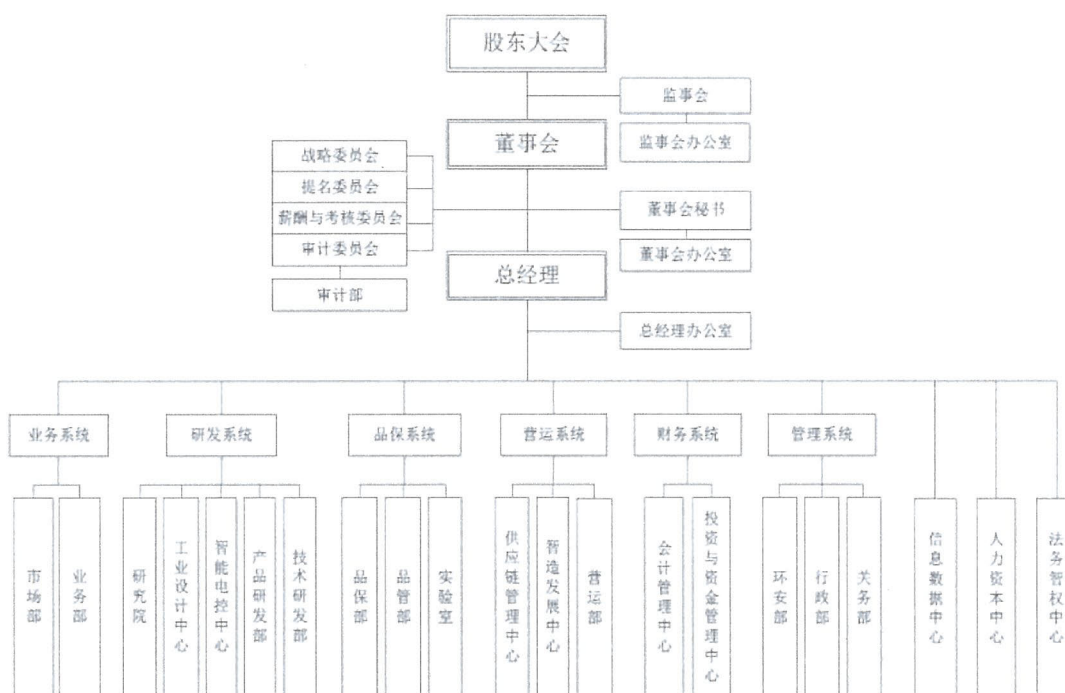 股东大会
监事会
监事会办公室
董事会
战略委员会
提名委员会
薪酬与考核委员会
审计委员会
审计部
董事会秘书
董事会办公室
总经理
总经理办公室
业务系统
研发系统
品保系统
营运系统
财务系统
管理系统
市场部
业务部
研究院
工业设计中心
智能电控中心
产品研发部
技术研发部
品保部
品管部
实验室
供应链管理中心
智造发展中心
营运部
会计管理中心
投资与资金管理中心
环安部
行政部
关务部
信息数据中心
人力资本中心
法务智权中心